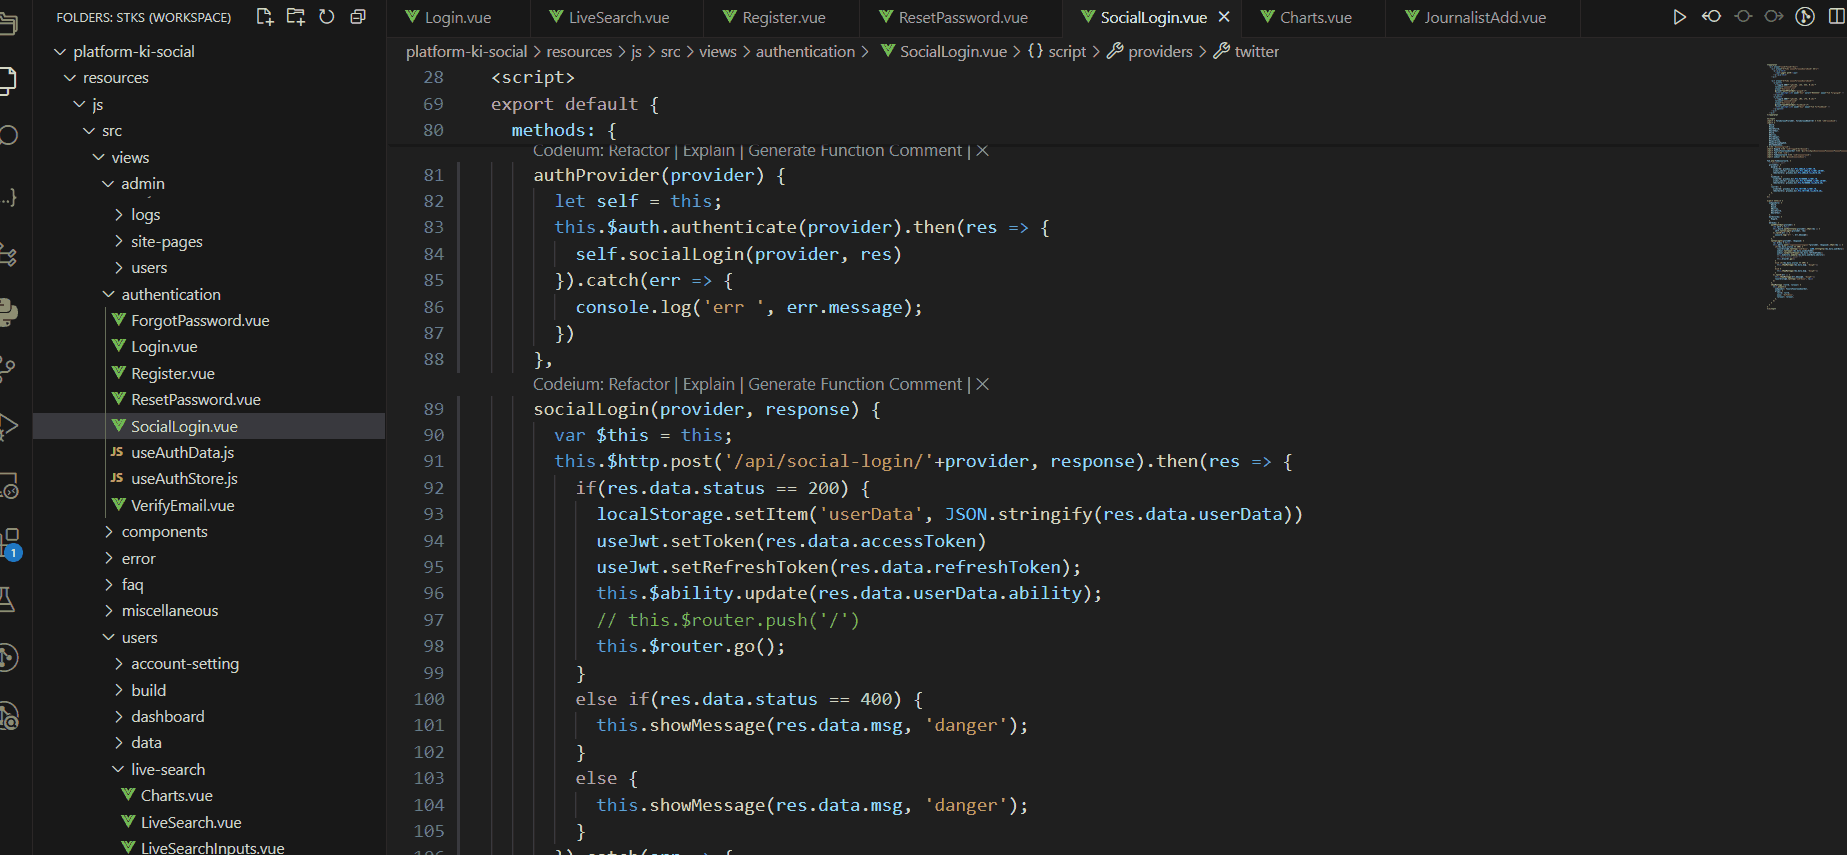 FOLDERS: STKS (WORKSPACE)
platform-ki-social
resources
js
src
views
admin
logs
site-pages
users
authentication
ForgotPassword.vue
Login.vue
Register.vue
ResetPassword.vue
SocialLogin.vue
JS useAuthData.js
JS useAuthStore.js
VerifyEmail.vue
components
error
faq
miscellaneous
users
account-setting
build
dashboard
data
live-search
Charts.vue
LiveSearch.vue
LiveSearchInputs.vue
1
Login.vue
LiveSearch.vue
Register.vue
ResetPassword.vue
SocialLogin.vue
Charts.vue
JournalistAdd.vue
platform-ki-social > resources > js > src > views > authentication > SocialLogin.vue > {} script > providers > twitter
28 <script>
69 export default {
80 methods: {
Codeium: Refactor | Explain | Generate Function Comment | ×
81 authProvider(provider) {
82 let self = this;
83 this.$auth.authenticate(provider).then(res => {
84 self.socialLogin(provider, res)
85 }).catch(err => {
86 console.log('err ', err.message);
87 })
88 },
Codeium: Refactor | Explain | Generate Function Comment | ×
89 socialLogin(provider, response) {
90 var $this = this;
91 this.$http.post('/api/social-login/'+provider, response).then(res => {
92 if(res.data.status == 200) {
93 localStorage.setItem('userData', JSON.stringify(res.data.userData))
94 useJwt.setToken(res.data.accessToken)
95 useJwt.setRefreshToken(res.data.refreshToken);
96 this.$ability.update(res.data.userData.ability);
97 // this.$router.push('/')
98 this.$router.go();
99 }
100 else if(res.data.status == 400) {
101 this.showMessage(res.data.msg, 'danger');
102 }
103 else {
104 this.showMessage(res.data.msg, 'danger');
105 }
106 }).catch(err => {